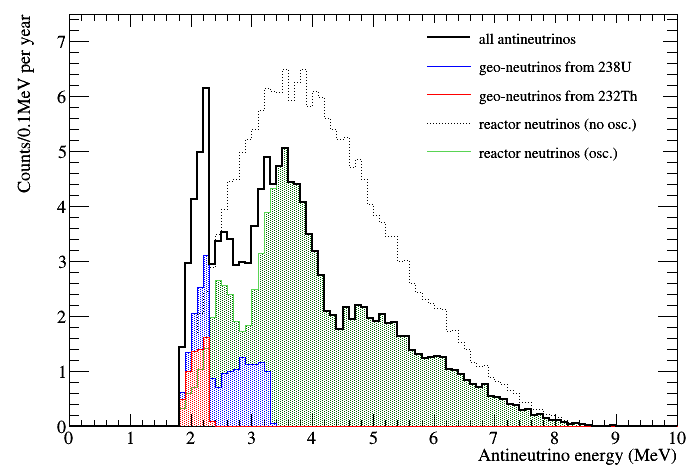 Counts/0.1MeV per year
7
6
5
4
3
2
1
0
all antineutrinos
geo-neutrinos from 238U
geo-neutrinos from 232Th
reactor neutrinos (no osc.)
reactor neutrinos (osc.)
0 1 2 3 4 5 6 7 8 9 10
Antineutrino energy (MeV)